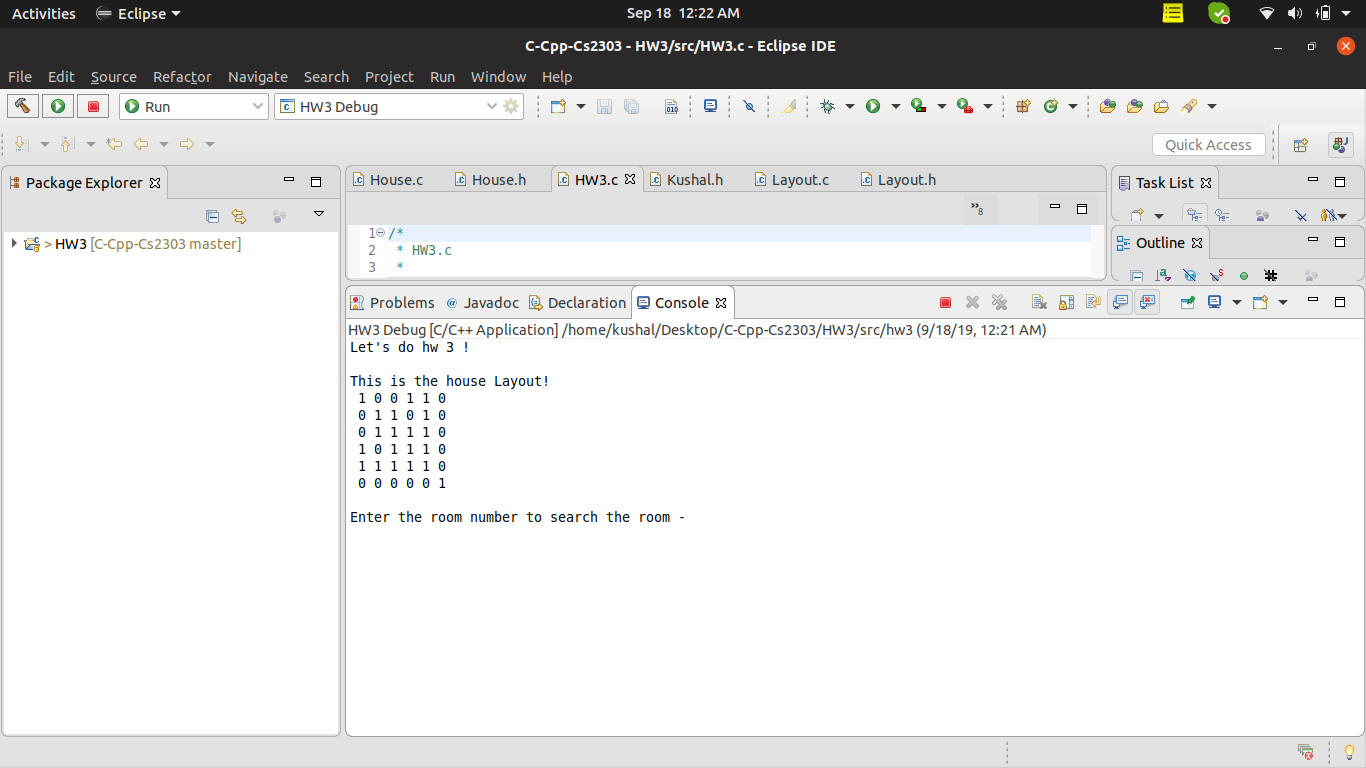 Activities Eclipse Sep 18 12:22 AM
C-Cpp-Cs2303 - HW3/src/HW3.c - Eclipse IDE
File Edit Source Refactor Navigate Search Project Run Window Help
Run HW3 Debug
Quick Access
Package Explorer
> HW3 [C-Cpp-Cs2303 master]
House.c House.h HW3.c Kushal.h Layout.c Layout.h
»8
1 /*
2 * HW3.c
3 *
Task List
Outline
Problems @ Javadoc Declaration Console
HW3 Debug [C/C++ Application] /home/kushal/Desktop/C-Cpp-Cs2303/HW3/src/hw3 (9/18/19, 12:21 AM)
Let's do hw 3 !
This is the house Layout!
1 0 0 1 1 0
0 1 1 0 1 0
0 1 1 1 1 0
1 0 1 1 1 0
1 1 1 1 1 0
0 0 0 0 0 1
Enter the room number to search the room -